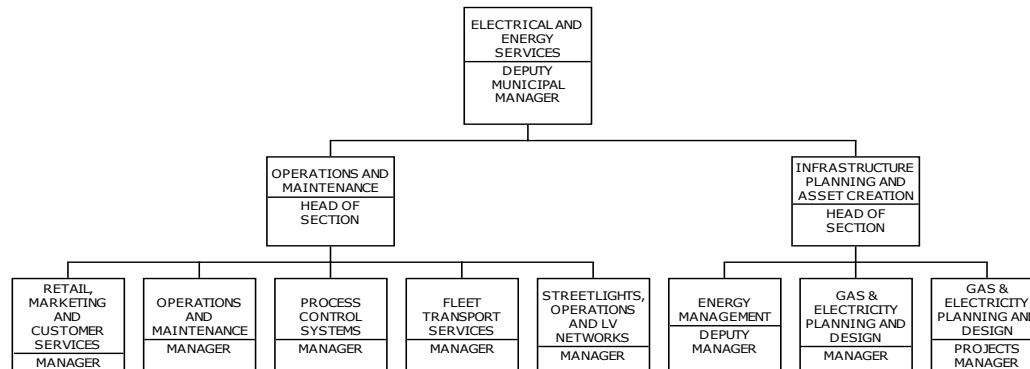 ELECTRICAL AND
ENERGY
SERVICES
DEPUTY
MUNICIPAL
MANAGER
OPERATIONS AND
MAINTENANCE
HEAD OF
SECTION
INFRASTRUCTURE
PLANNING AND
ASSET CREATION
HEAD OF
SECTION
RETAIL,
MARKETING
AND
CUSTOMER
SERVICES
MANAGER
OPERATIONS
AND
MAINTENANCE
MANAGER
PROCESS
CONTROL
SYSTEMS
MANAGER
FLEET
TRANSPORT
SERVICES
MANAGER
STREETLIGHTS,
OPERATIONS
AND LV
NETWORKS
MANAGER
ENERGY
MANAGEMENT
DEPUTY
MANAGER
GAS &
ELECTRICITY
PLANNING AND
DESIGN
MANAGER
GAS &
ELECTRICITY
PLANNING AND
DESIGN
PROJECTS
MANAGER